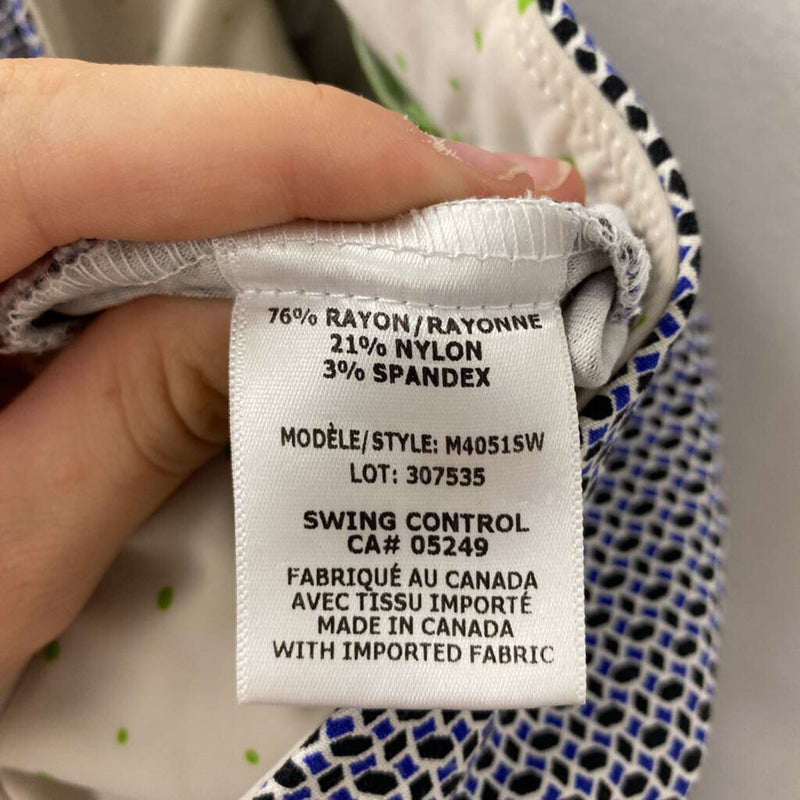 76% RAYON/RAYONNE
21% NYLON
3% SPANDEX
MODÈLE/STYLE: M4051SW
LOT: 307535
SWING CONTROL
CA# 05249
FABRIQUÉ AU CANADA
AVEC TISSU IMPORTÉ
MADE IN CANADA
WITH IMPORTED FABRIC